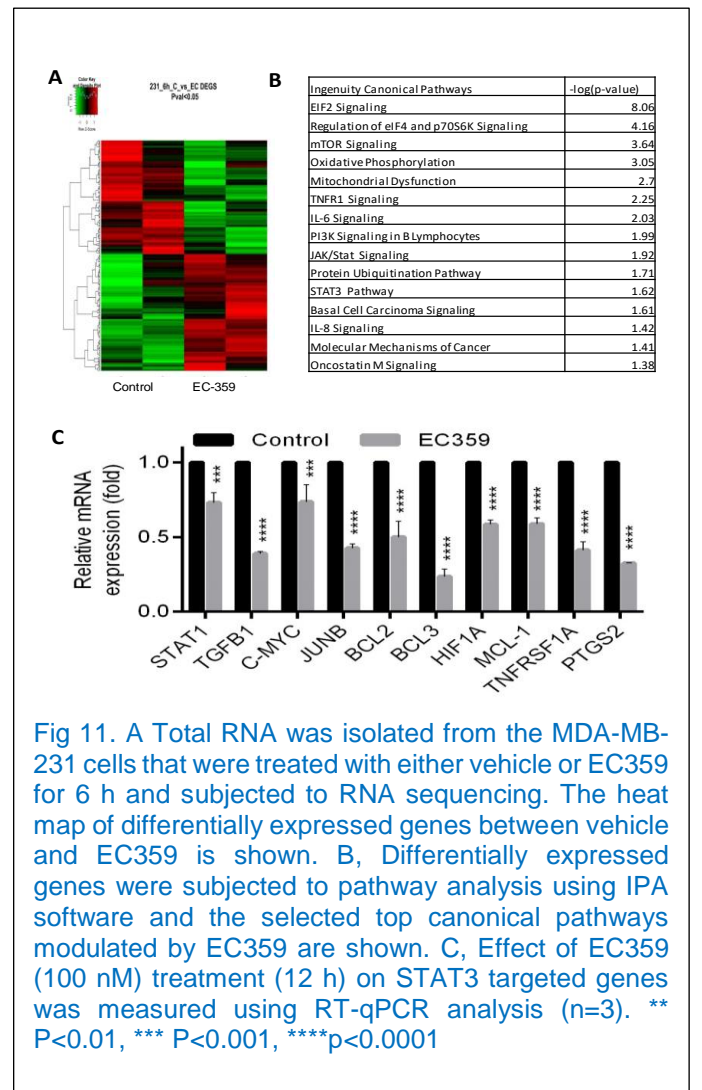 A
Color Key
and Density Plot
231_6h_C_vs_EC DEGS
Pval<0.05
Row Z-Score
Control EC-359
B
Ingenuity Canonical Pathways -log(p-value)
EIF2 Signaling 8.06
Regulation of eIF4 and p70S6K Signaling 4.16
mTOR Signaling 3.64
Oxidative Phosphorylation 3.05
Mitochondrial Dysfunction 2.7
TNFR1 Signaling 2.25
IL-6 Signaling 2.03
PI3K Signaling in B Lymphocytes 1.99
JAK/Stat Signaling 1.92
Protein Ubiquitination Pathway 1.71
STAT3 Pathway 1.62
Basal Cell Carcinoma Signaling 1.61
IL-8 Signaling 1.42
Molecular Mechanisms of Cancer 1.41
Oncostatin M Signaling 1.38
C
Control EC359
Relative mRNA
expression (fold)
1.0
0.5
0.0
*** **** *** **** **** **** **** **** **** ****
STAT1 TGFB1 C-MYC JUNB BCL2 BCL3 HIF1A MCL-1 TNFRSF1A PTGS2
Fig 11. A Total RNA was isolated from the MDA-MB-
231 cells that were treated with either vehicle or EC359
for 6 h and subjected to RNA sequencing. The heat
map of differentially expressed genes between vehicle
and EC359 is shown. B, Differentially expressed
genes were subjected to pathway analysis using IPA
software and the selected top canonical pathways
modulated by EC359 are shown. C, Effect of EC359
(100 nM) treatment (12 h) on STAT3 targeted genes
was measured using RT-qPCR analysis (n=3). **
P<0.01, *** P<0.001, ****p<0.0001